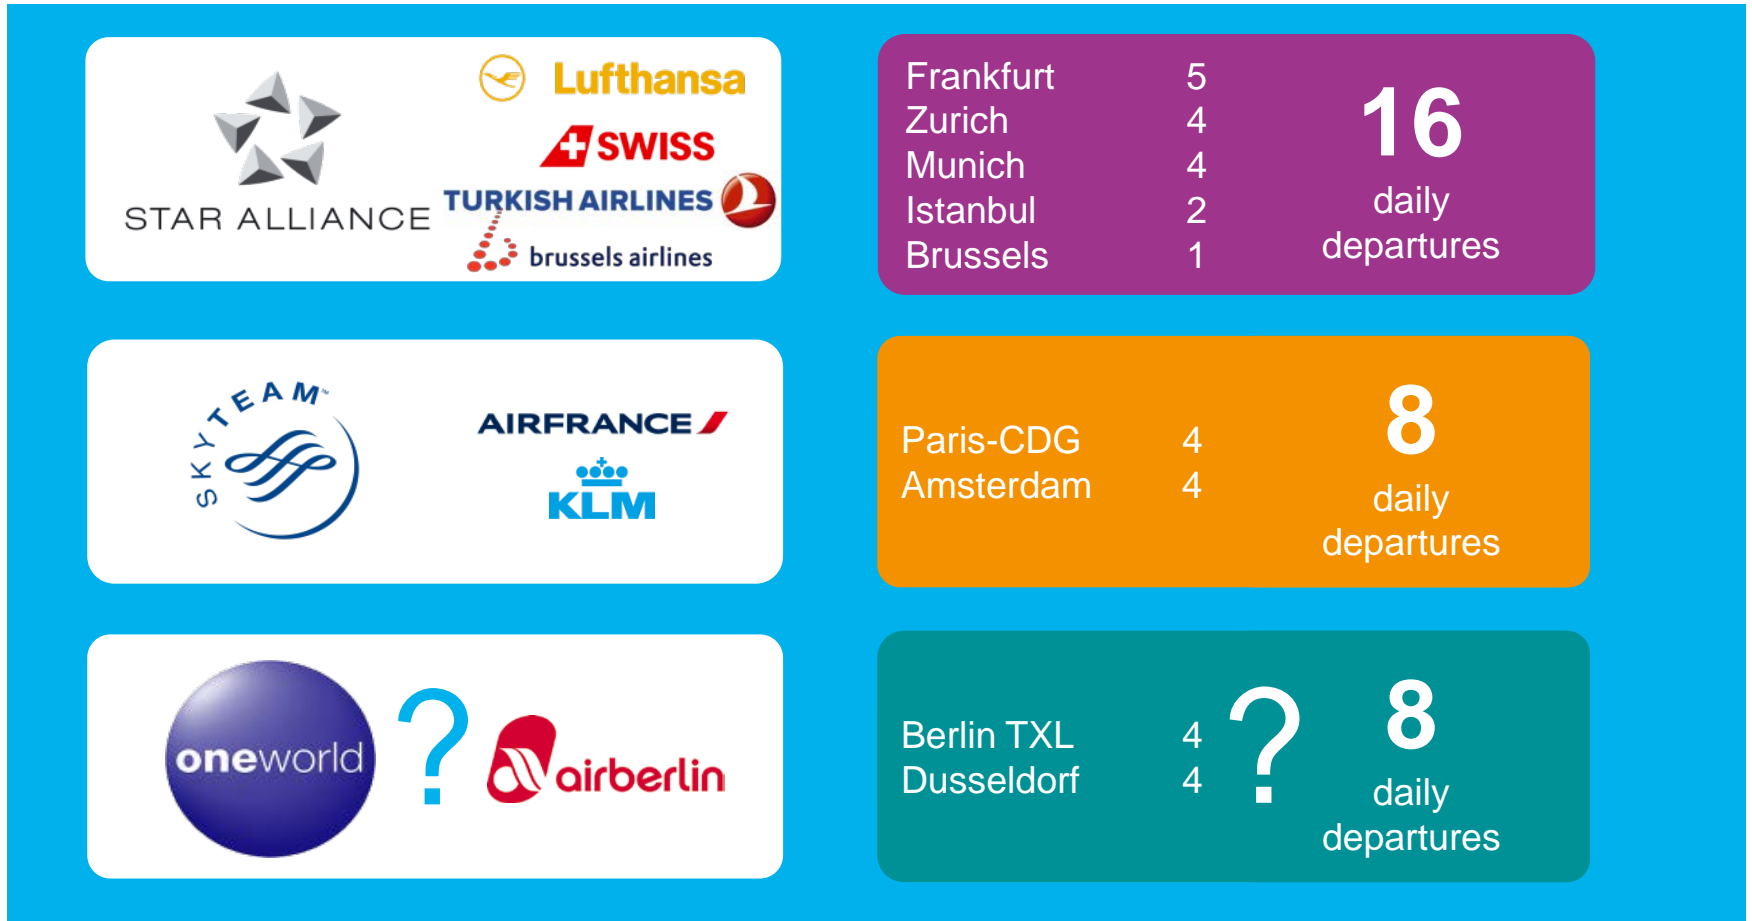 STAR ALLIANCE
Lufthansa
SWISS
TURKISH AIRLINES
brussels airlines
Frankfurt 5
Zurich 4
Munich 4
Istanbul 2
Brussels 1
16
daily
departures
SKYTEAM™
AIRFRANCE
KLM
Paris-CDG 4
Amsterdam 4
8
daily
departures
oneworld
?
airberlin
Berlin TXL 4
Dusseldorf 4
?
8
daily
departures